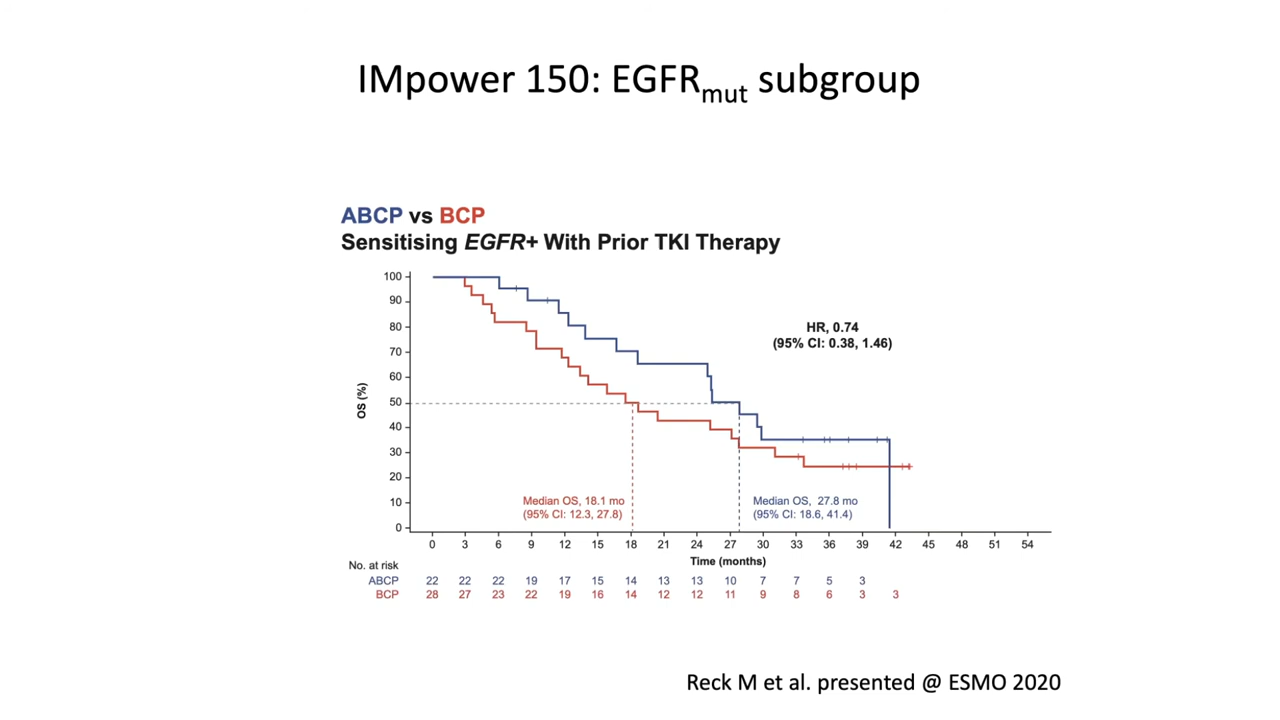 IMpower 150: EGFRmut subgroup
ABCP vs BCP
Sensitising EGFR+ With Prior TKI Therapy
100
90
80
70
60
50
40
30
20
10
0
OS (%)
HR, 0.74
(95% CI: 0.38, 1.46)
Median OS, 18.1 mo
(95% CI: 12.3, 27.8)
Median OS, 27.8 mo
(95% CI: 18.6, 41.4)
0 3 6 9 12 15 18 21 24 27 30 33 36 39 42 45 48 51 54
Time (months)
No. at risk
ABCP 22 22 22 19 17 15 14 13 13 10 7 7 5 3
BCP 28 27 23 22 19 16 14 12 12 11 9 8 6 3 3
Reck M et al. presented @ ESMO 2020